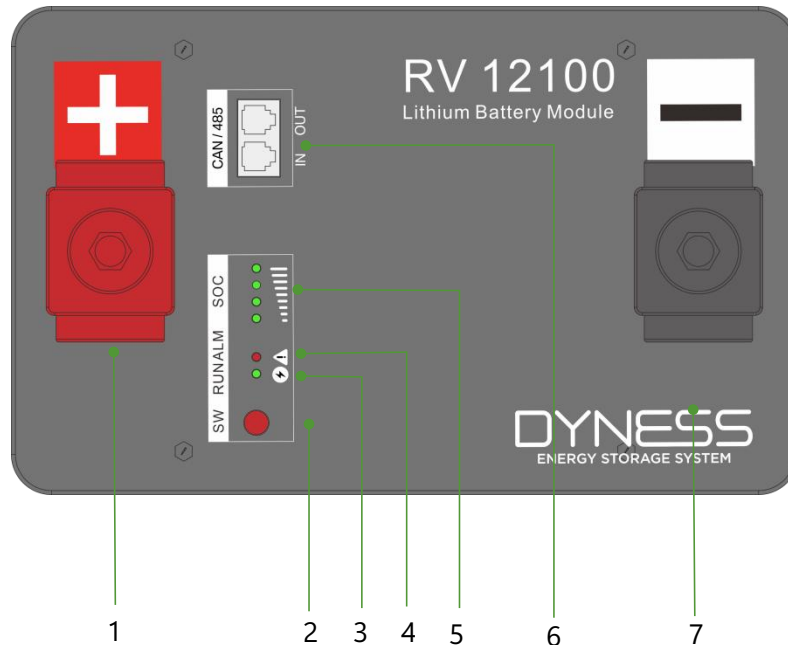 RV 12100
Lithium Battery Module
CAN / 485
IN OUT
SOC
RUN ALM
SW
DYNESS
ENERGY STORAGE SYSTEM
1 2 3 4 5 6 7